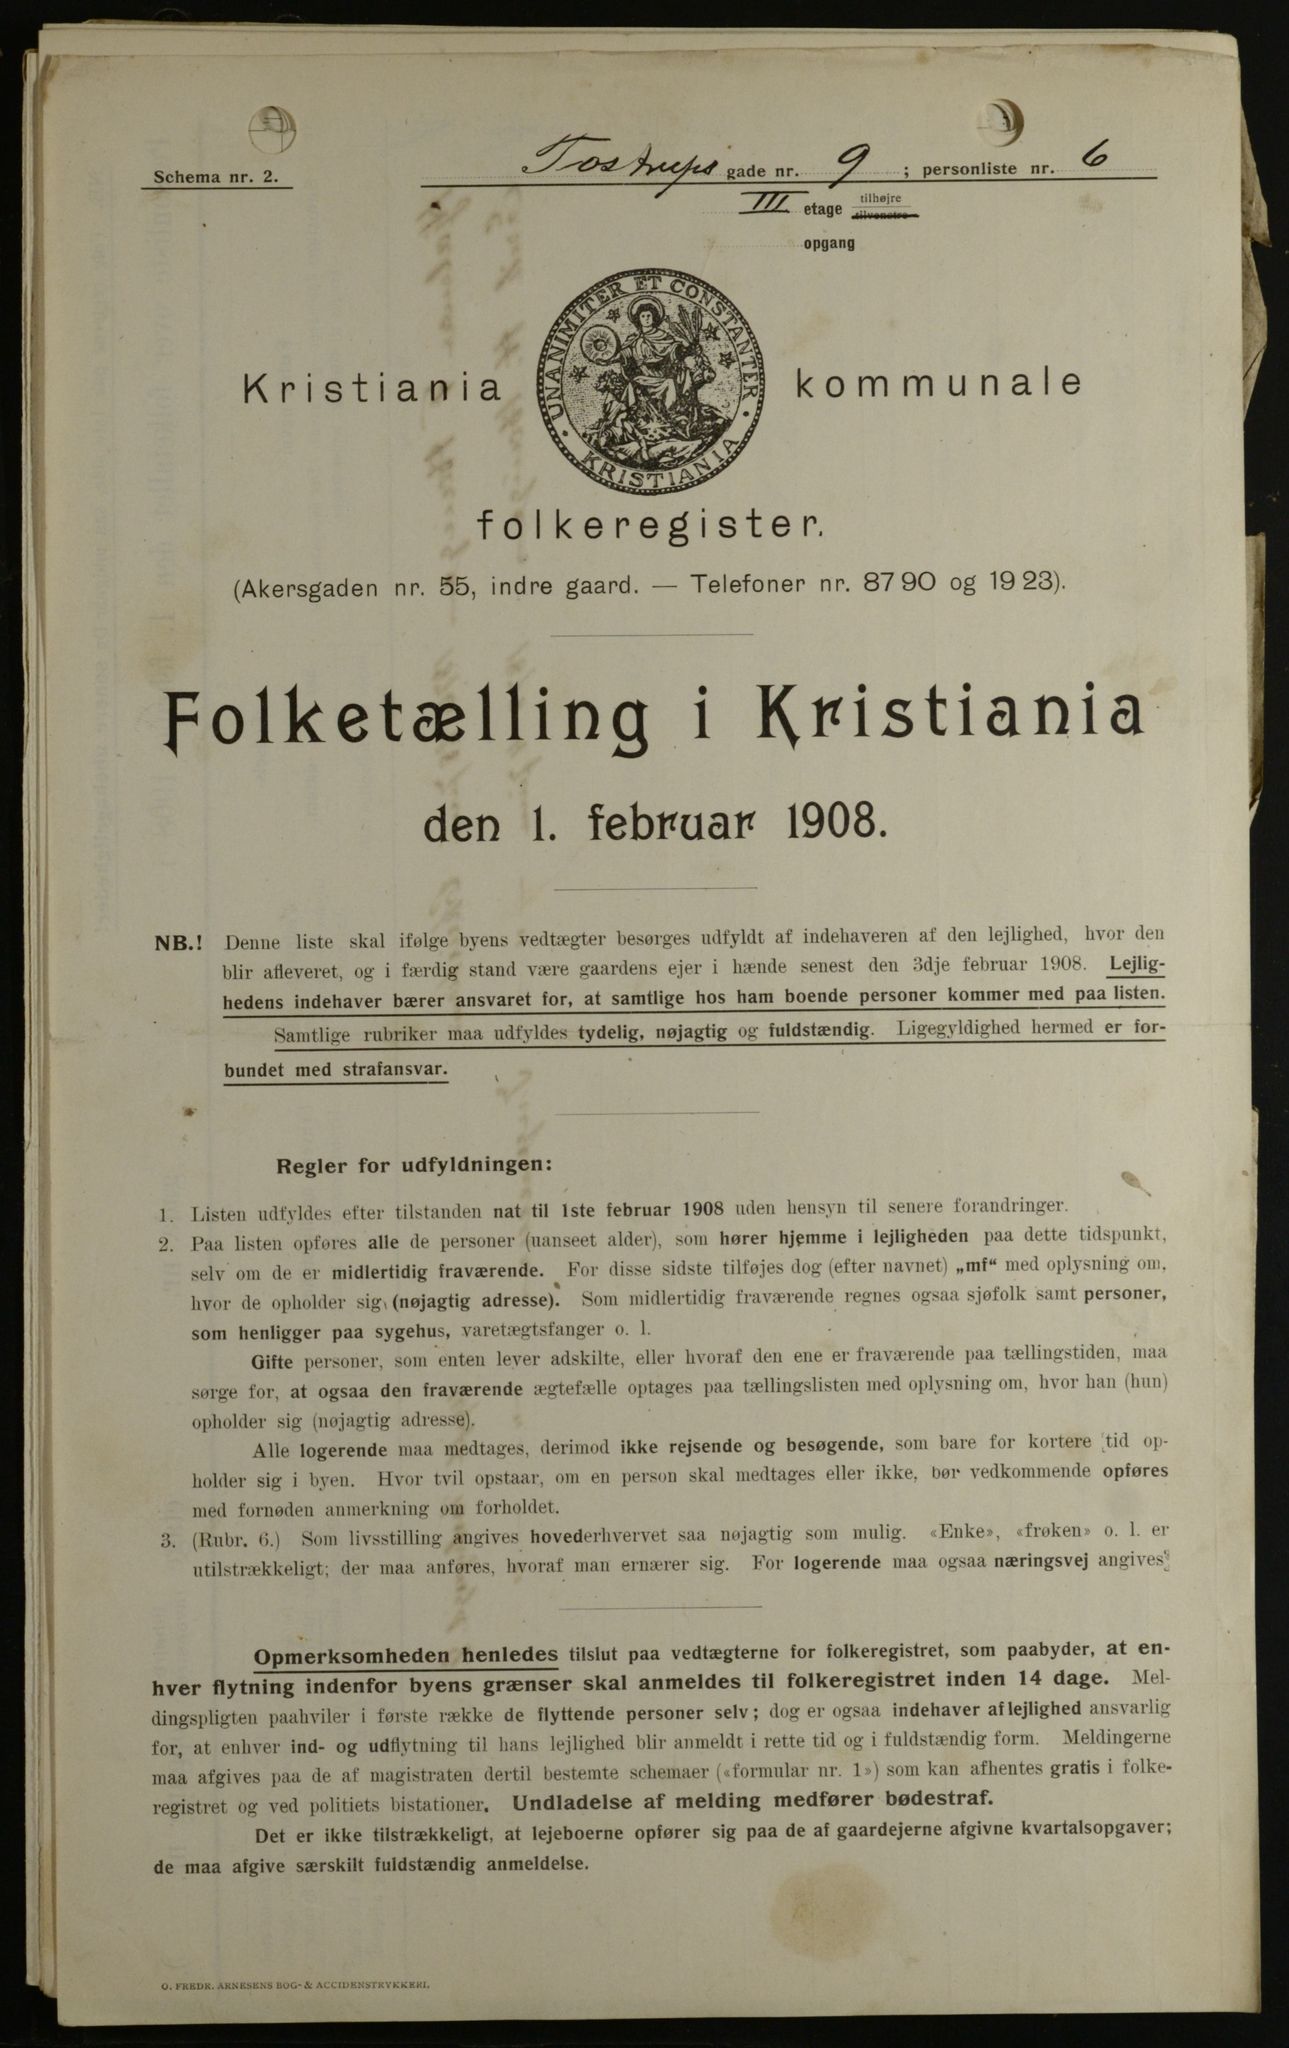 Schema nr. 2.
Tostrups gade nr. 9 ; personliste nr. 6
III etage tilhøjre
tilvenstre
opgang
UNANIMITER ET CONSTANTER
KRISTIANIA
Kristiania kommunale
folkeregister.
(Akersgaden nr. 55, indre gaard. — Telefoner nr. 87 90 og 19 23).
Folketælling i Kristiania
den 1. februar 1908.
NB.! Denne liste skal ifølge byens vedtægter besørges udfyldt af indehaveren af den lejlighed, hvor den
blir afleveret, og i færdig stand være gaardens ejer i hænde senest den 3dje februar 1908. Lejlig-
hedens indehaver bærer ansvaret for, at samtlige hos ham boende personer kommer med paa listen.
Samtlige rubriker maa udfyldes tydelig, nøjagtig og fuldstændig. Ligegyldighed hermed er for-
bundet med strafansvar.
Regler for udfyldningen:
1. Listen udfyldes efter tilstanden nat til 1ste februar 1908 uden hensyn til senere forandringer.
2. Paa listen opføres alle de personer (uanseet alder), som hører hjemme i lejligheden paa dette tidspunkt,
selv om de er midlertidig fraværende. For disse sidste tilføjes dog (efter navnet) „mf“ med oplysning om,
hvor de opholder sig (nøjagtig adresse). Som midlertidig fraværende regnes ogsaa sjøfolk samt personer,
som henligger paa sygehus, varetægtsfanger o. l.
Gifte personer, som enten lever adskilte, eller hvoraf den ene er fraværende paa tællingstiden, maa
sørge for, at ogsaa den fraværende ægtefælle optages paa tællingslisten med oplysning om, hvor han (hun)
opholder sig (nøjagtig adresse).
Alle logerende maa medtages, derimod ikke rejsende og besøgende, som bare for kortere tid op-
holder sig i byen. Hvor tvil opstaar, om en person skal medtages eller ikke, bør vedkommende opføres
med fornøden anmerkning om forholdet.
3. (Rubr. 6.) Som livsstilling angives hovederhvervet saa nøjagtig som mulig. «Enke», «frøken» o. l. er
utilstrækkeligt; der maa anføres, hvoraf man ernærer sig. For logerende maa ogsaa næringsvej angives.
Opmerksomheden henledes tilslut paa vedtægterne for folkeregistret, som paabyder, at en-
hver flytning indenfor byens grænser skal anmeldes til folkeregistret inden 14 dage. Mel-
dingspligten paahviler i første række de flyttende personer selv; dog er ogsaa indehaver af lejlighed ansvarlig
for, at enhver ind- og udflytning til hans lejlighed blir anmeldt i rette tid og i fuldstændig form. Meldingerne
maa afgives paa de af magistraten dertil bestemte schemaer («formular nr. 1») som kan afhentes gratis i folke-
registret og ved politiets bistationer. Undladelse af melding medfører bødestraf.
Det er ikke tilstrækkeligt, at lejeboerne opfører sig paa de af gaardejerne afgivne kvartalsopgaver;
de maa afgive særskilt fuldstændig anmeldelse.
O. FREDR. ARNESENS BOG- & ACCIDENSTRYKKERI.